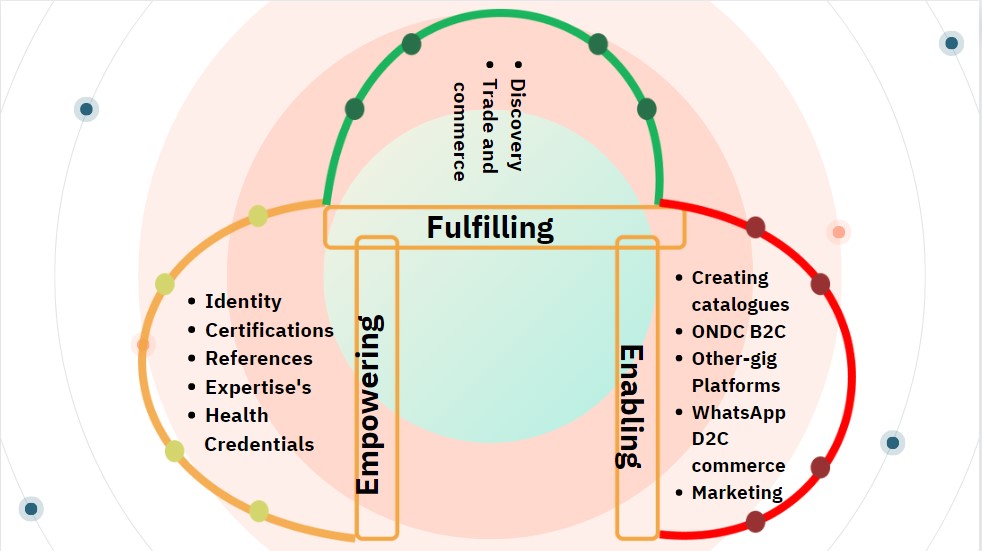 • Discovery
• Trade and
commerce
Fulfilling
Empowering
• Identity
• Certifications
• References
• Expertise's
• Health
Credentials
Enabling
• Creating
catalogues
• ONDC B2C
• Other-gig
Platforms
• WhatsApp
D2C
commerce
• Marketing